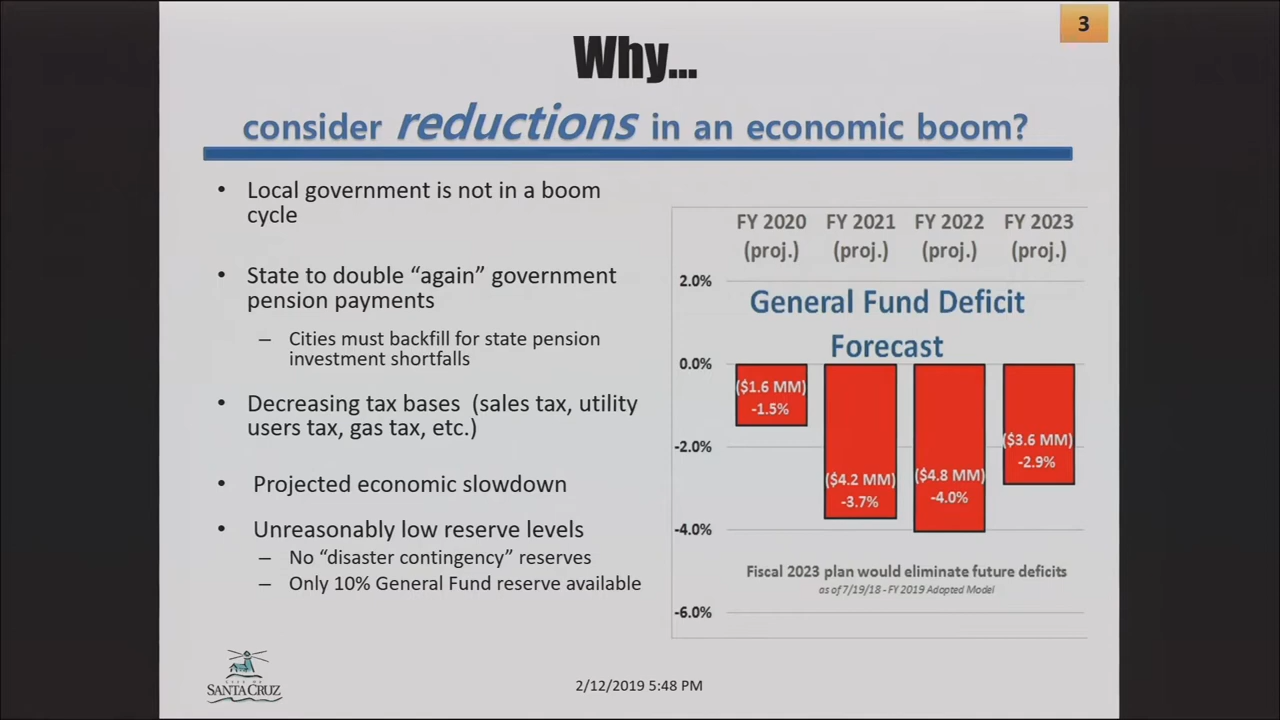 3
Why...
consider reductions in an economic boom?
• Local government is not in a boom
cycle
• State to double “again” government
pension payments
– Cities must backfill for state pension
investment shortfalls
• Decreasing tax bases (sales tax, utility
users tax, gas tax, etc.)
• Projected economic slowdown
• Unreasonably low reserve levels
– No “disaster contingency” reserves
– Only 10% General Fund reserve available
FY 2020 FY 2021 FY 2022 FY 2023
(proj.) (proj.) (proj.) (proj.)
2.0%
General Fund Deficit
Forecast
0.0%
($1.6 MM)
-1.5%
($4.2 MM)
-3.7%
($4.8 MM)
-4.0%
($3.6 MM)
-2.9%
-2.0%
-4.0%
Fiscal 2023 plan would eliminate future deficits
as of 7/19/18 - FY 2019 Adopted Model
-6.0%
CITY OF
SANTA CRUZ
2/12/2019 5:48 PM